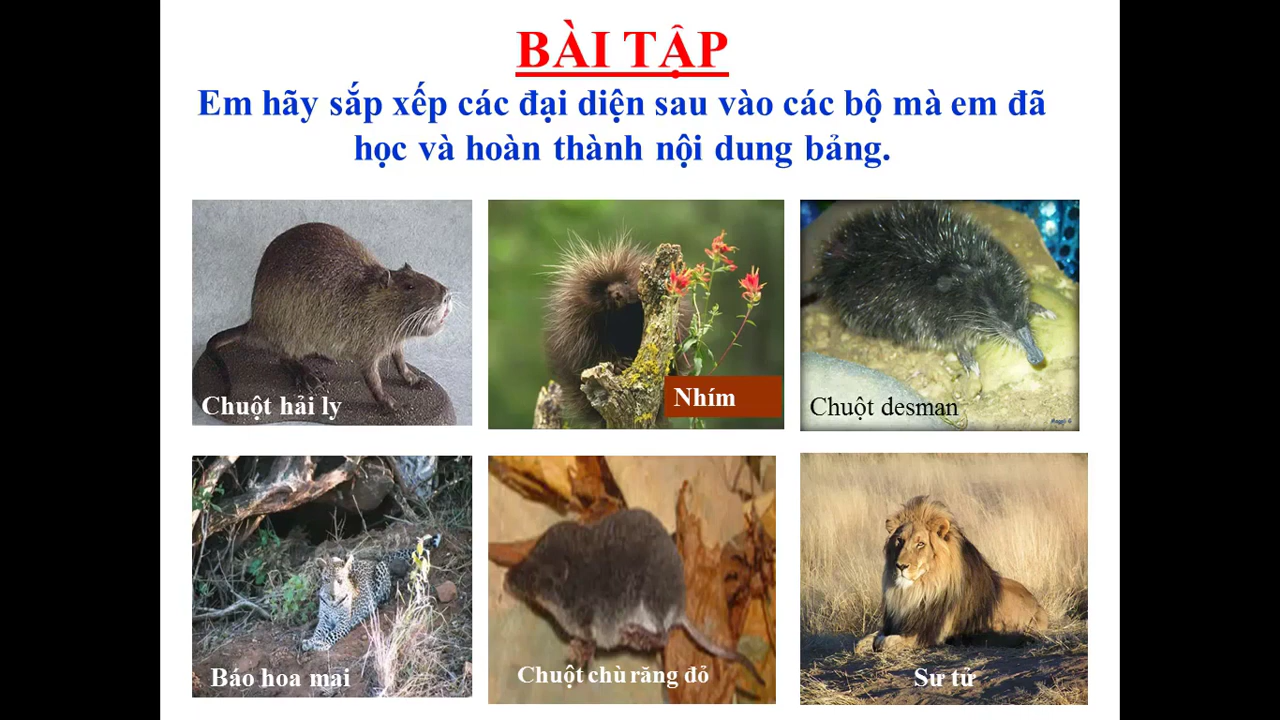 BÀI TẬP
Em hãy sắp xếp các đại diện sau vào các bộ mà em đã
học và hoàn thành nội dung bảng.
Chuột hải ly
Nhím
Chuột desman
Báo hoa mai
Chuột chù răng đỏ
Sư tử